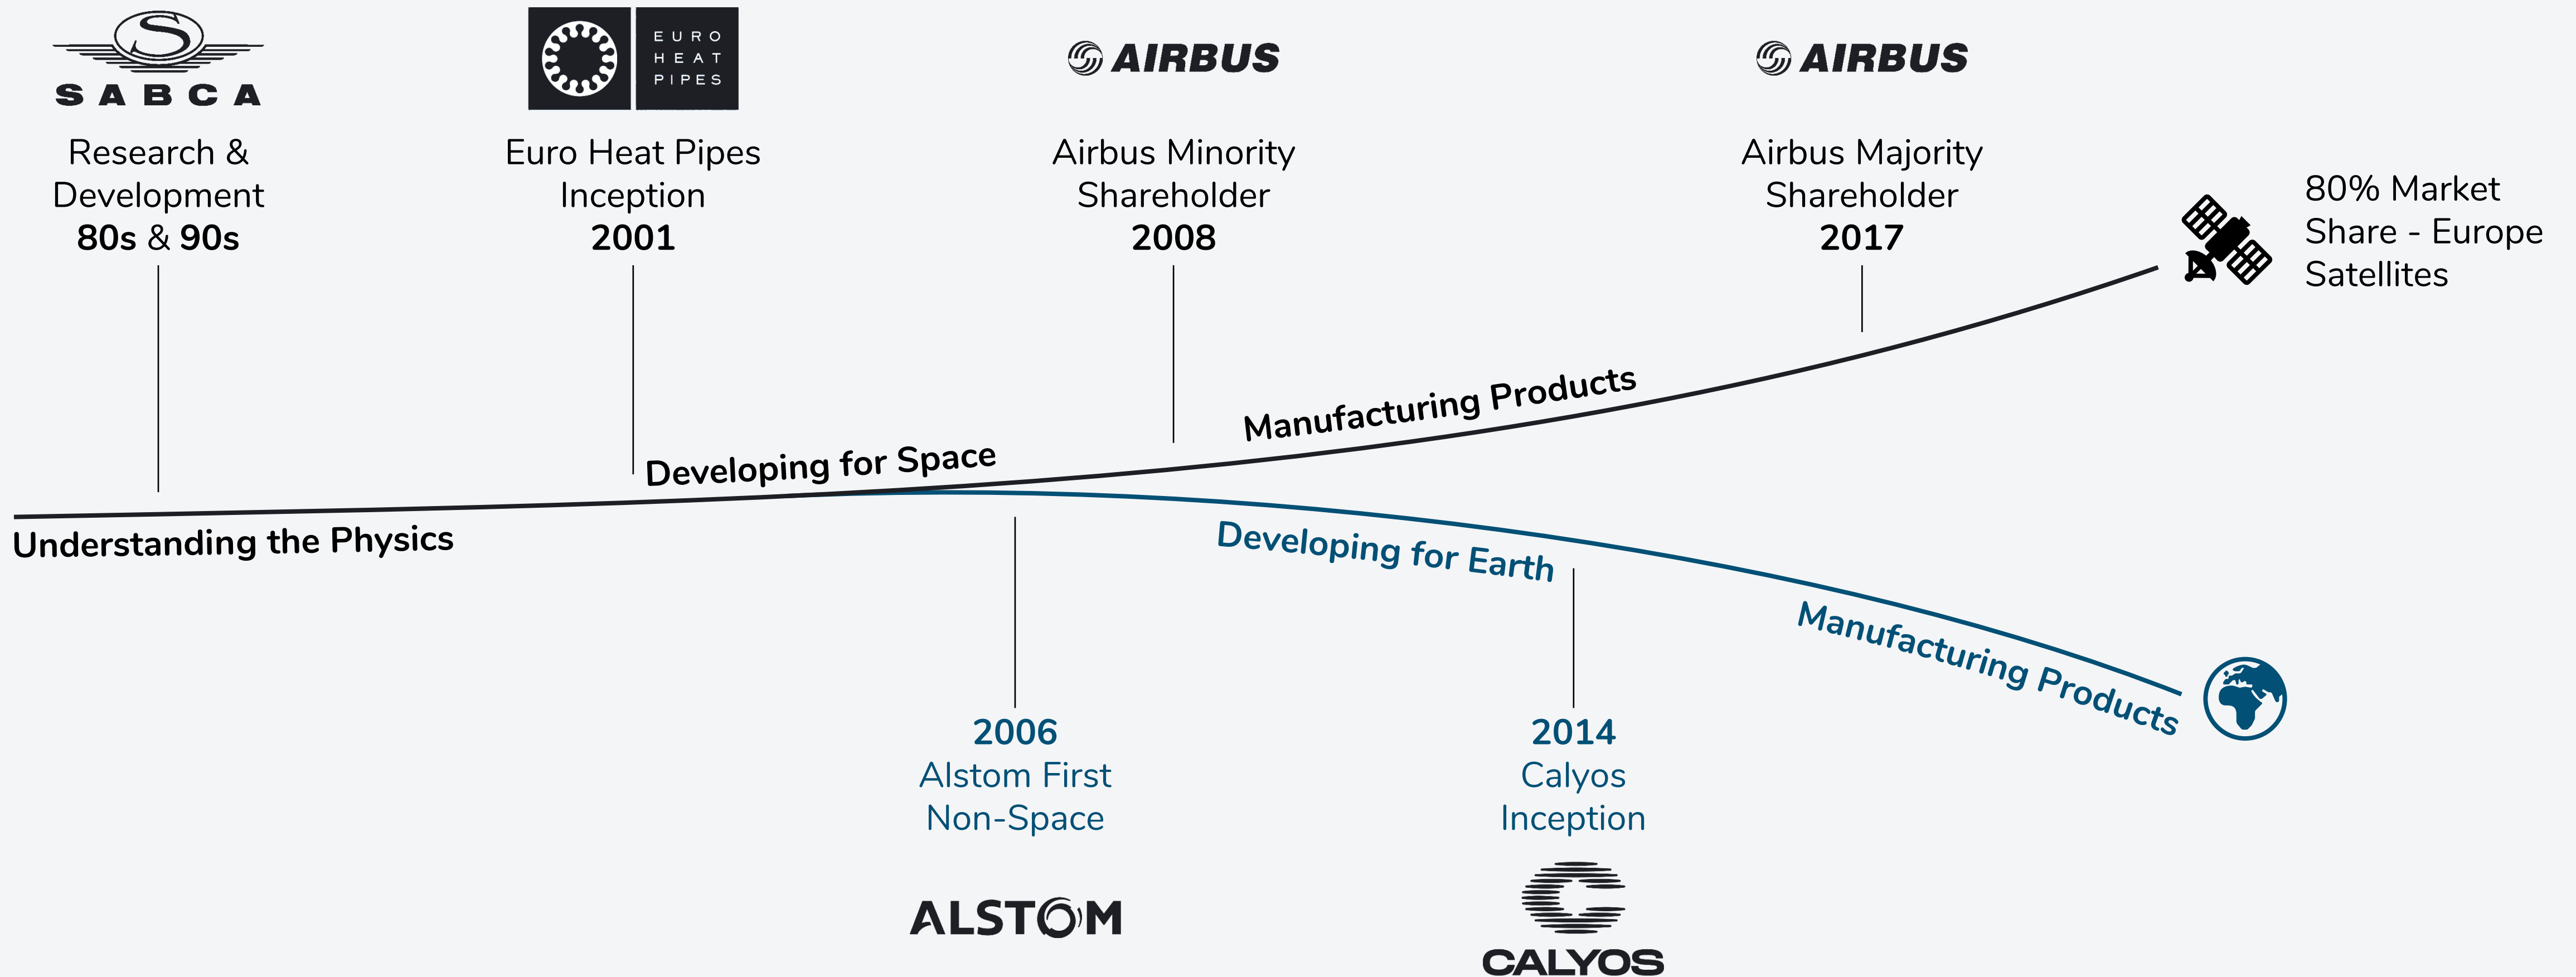 S
SABCA
Research &
Development
80s & 90s
EURO
HEAT
PIPES
Euro Heat Pipes
Inception
2001
AIRBUS
Airbus Minority
Shareholder
2008
AIRBUS
Airbus Majority
Shareholder
2017
80% Market
Share - Europe
Satellites
Understanding the Physics
Developing for Space
Manufacturing Products
Developing for Earth
Manufacturing Products
2006
Alstom First
Non-Space
ALSTOM
2014
Calyos
Inception
C
CALYOS